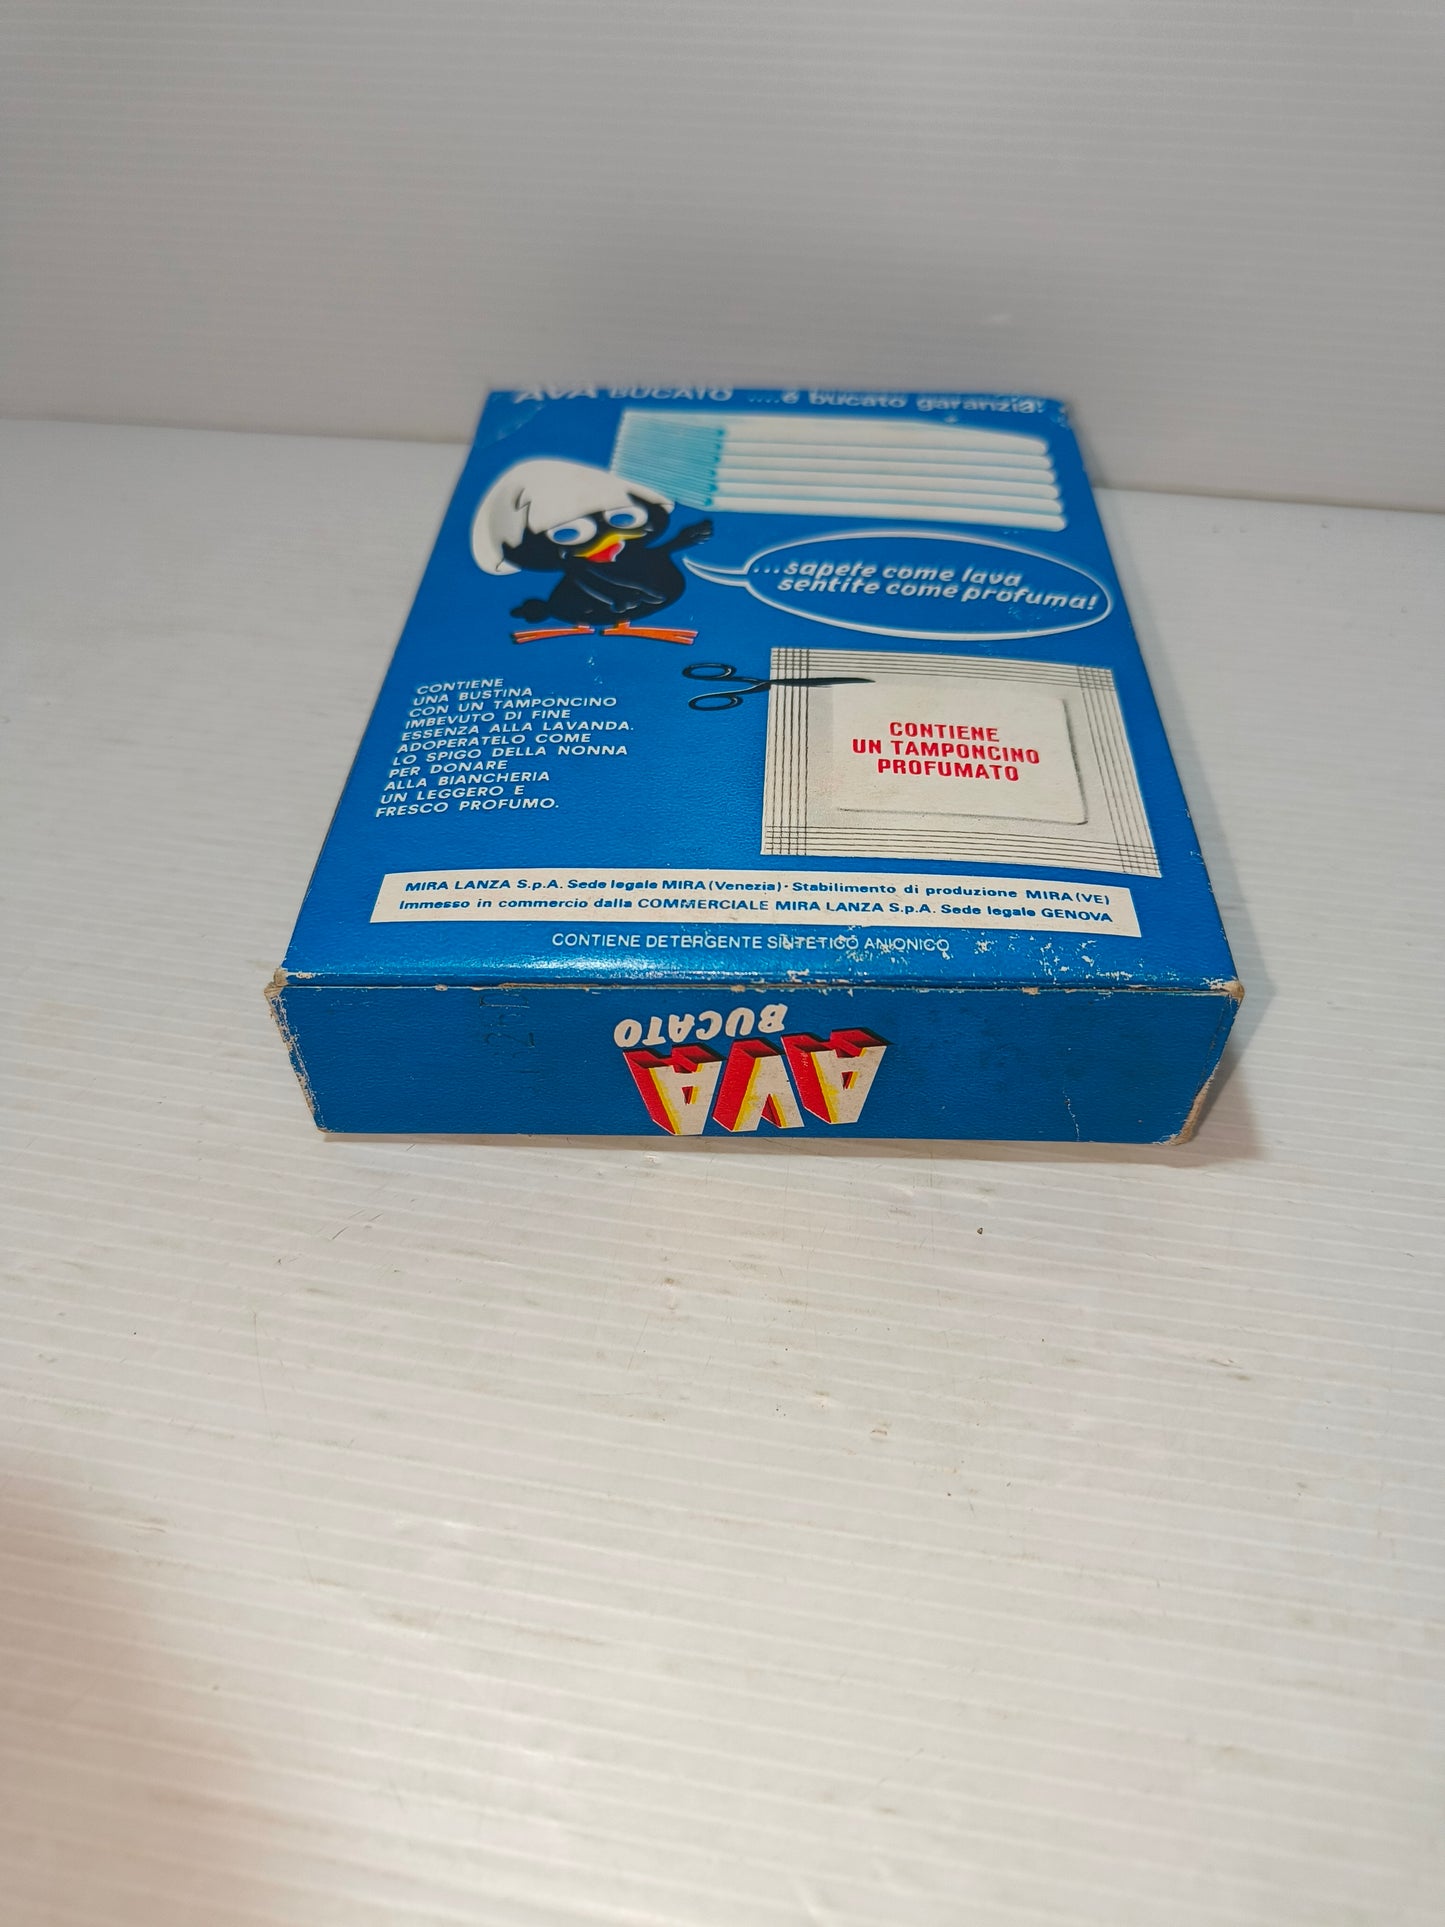 AVA BUCATO ....è bucato garanzia!
...sapete come lava
sentite come profuma!
CONTIENE
UNA BUSTINA
CON UN TAMPONCINO
IMBEVUTO DI FINE
ESSENZA ALLA LAVANDA.
ADOPERATELO COME
LO SPIGO DELLA NONNA
PER DONARE
ALLA BIANCHERIA
UN LEGGERO E
FRESCO PROFUMO.
CONTIENE
UN TAMPONCINO
PROFUMATO
MIRA LANZA S.p.A. Sede legale MIRA (Venezia) - Stabilimento di produzione MIRA (VE)
Immesso in commercio dalla COMMERCIALE MIRA LANZA S.p.A. Sede legale GENOVA
CONTIENE DETERGENTE SINTETICO ANIONICO
AVA
BUCATO